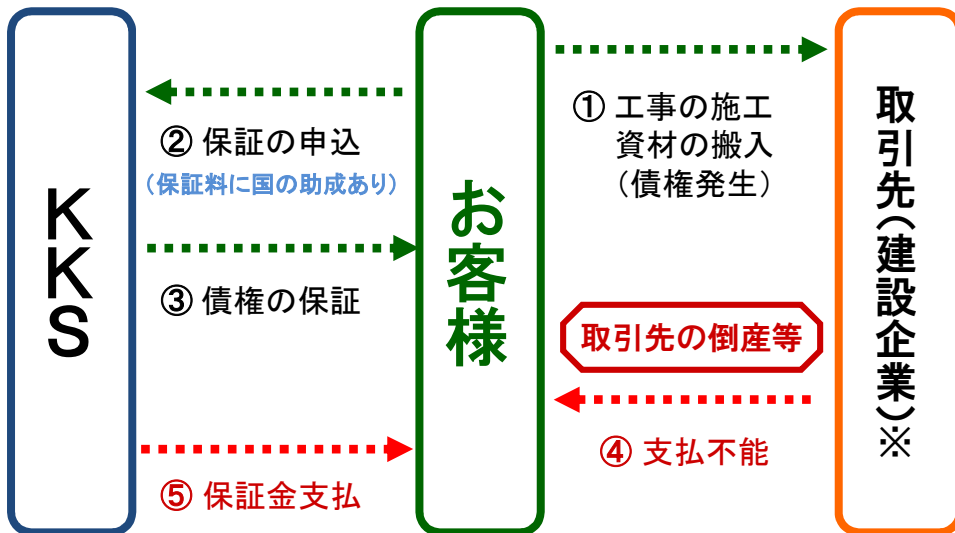 KKS
② 保証の申込
（保証料に国の助成あり）
③ 債権の保証
⑤ 保証金支払
お客様
① 工事の施工
資材の搬入
（債権発生）
取引先の倒産等
④ 支払不能
取引先（建設企業）※